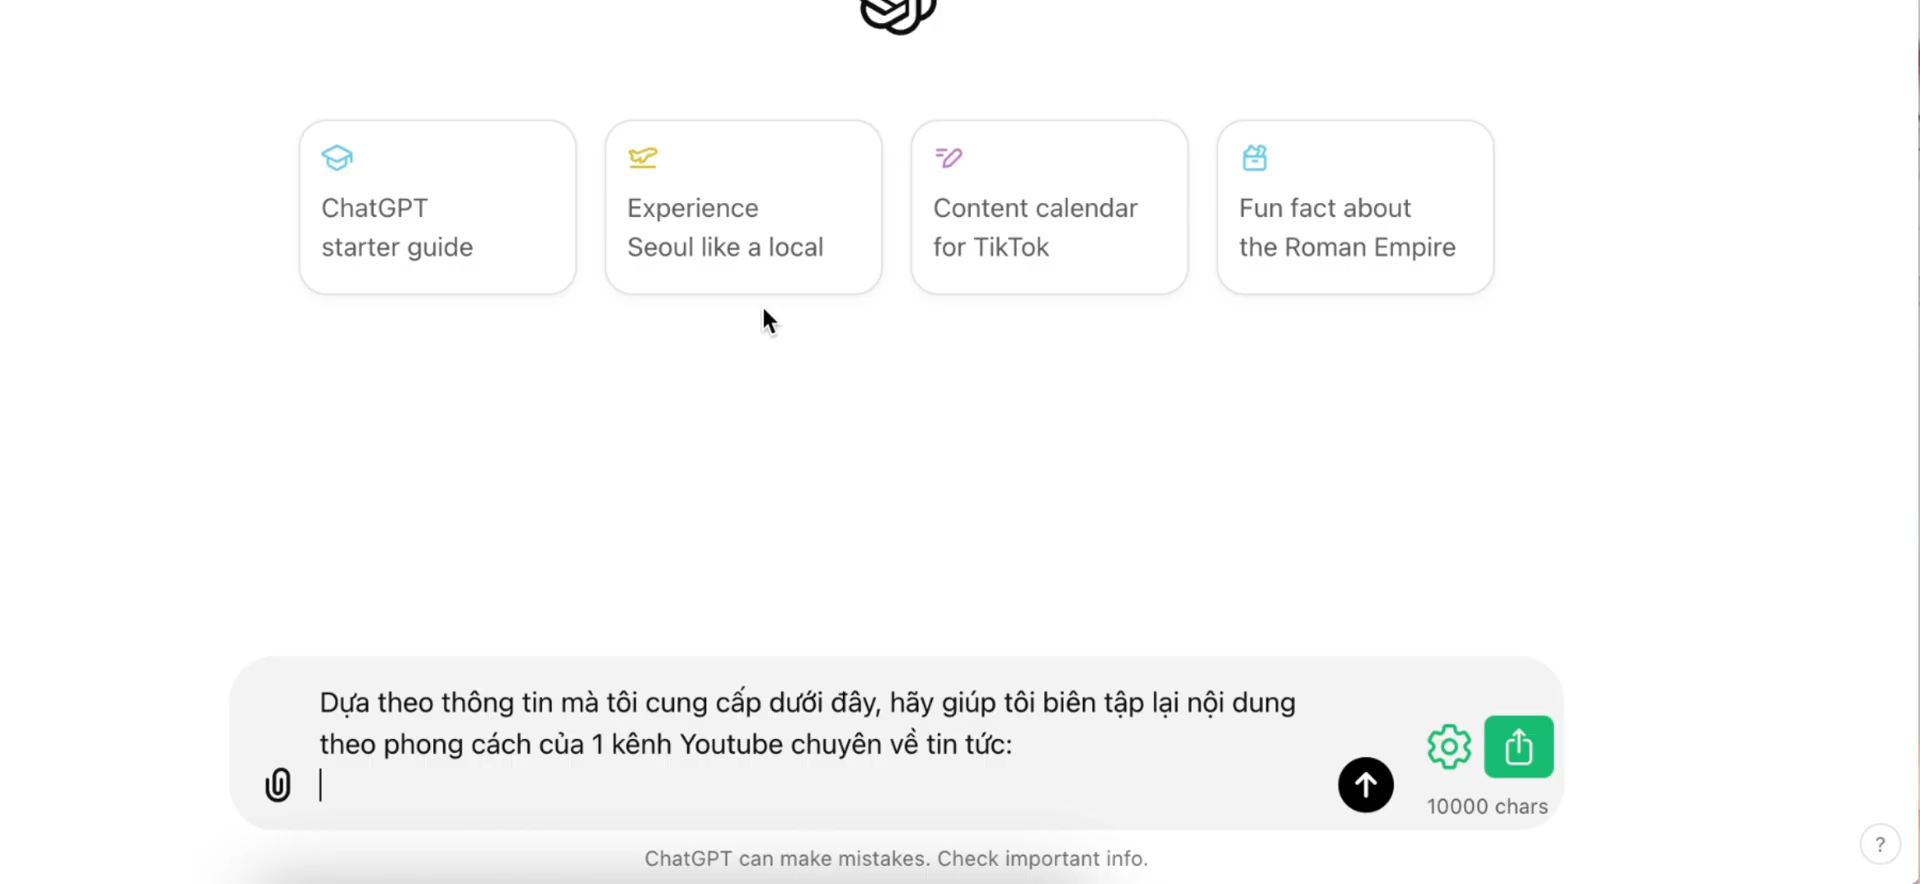 ChatGPT
starter guide
Experience
Seoul like a local
Content calendar
for TikTok
Fun fact about
the Roman Empire
Dựa theo thông tin mà tôi cung cấp dưới đây, hãy giúp tôi biên tập lại nội dung
theo phong cách của 1 kênh Youtube chuyên về tin tức:
10000 chars
ChatGPT can make mistakes. Check important info.
?